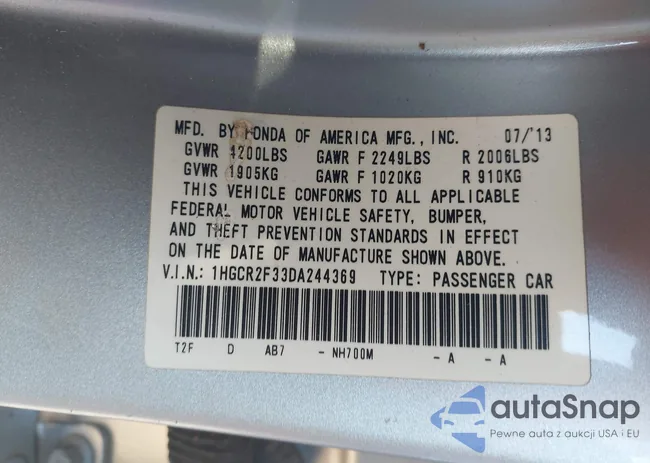 MFD. BY HONDA OF AMERICA MFG., INC. 07/'13
GVWR 4200LBS GAWR F 2249LBS R 2006LBS
GVWR 1905KG GAWR F 1020KG R 910KG
THIS VEHICLE CONFORMS TO ALL APPLICABLE
FEDERAL MOTOR VEHICLE SAFETY, BUMPER,
AND THEFT PREVENTION STANDARDS IN EFFECT
ON THE DATE OF MANUFACTURE SHOWN ABOVE.
V.I.N.: 1HGCR2F33DA244369 TYPE: PASSENGER CAR
T2F D AB7 - NH700M - A - A
autaSnap
Pewne auta z aukcji USA i EU